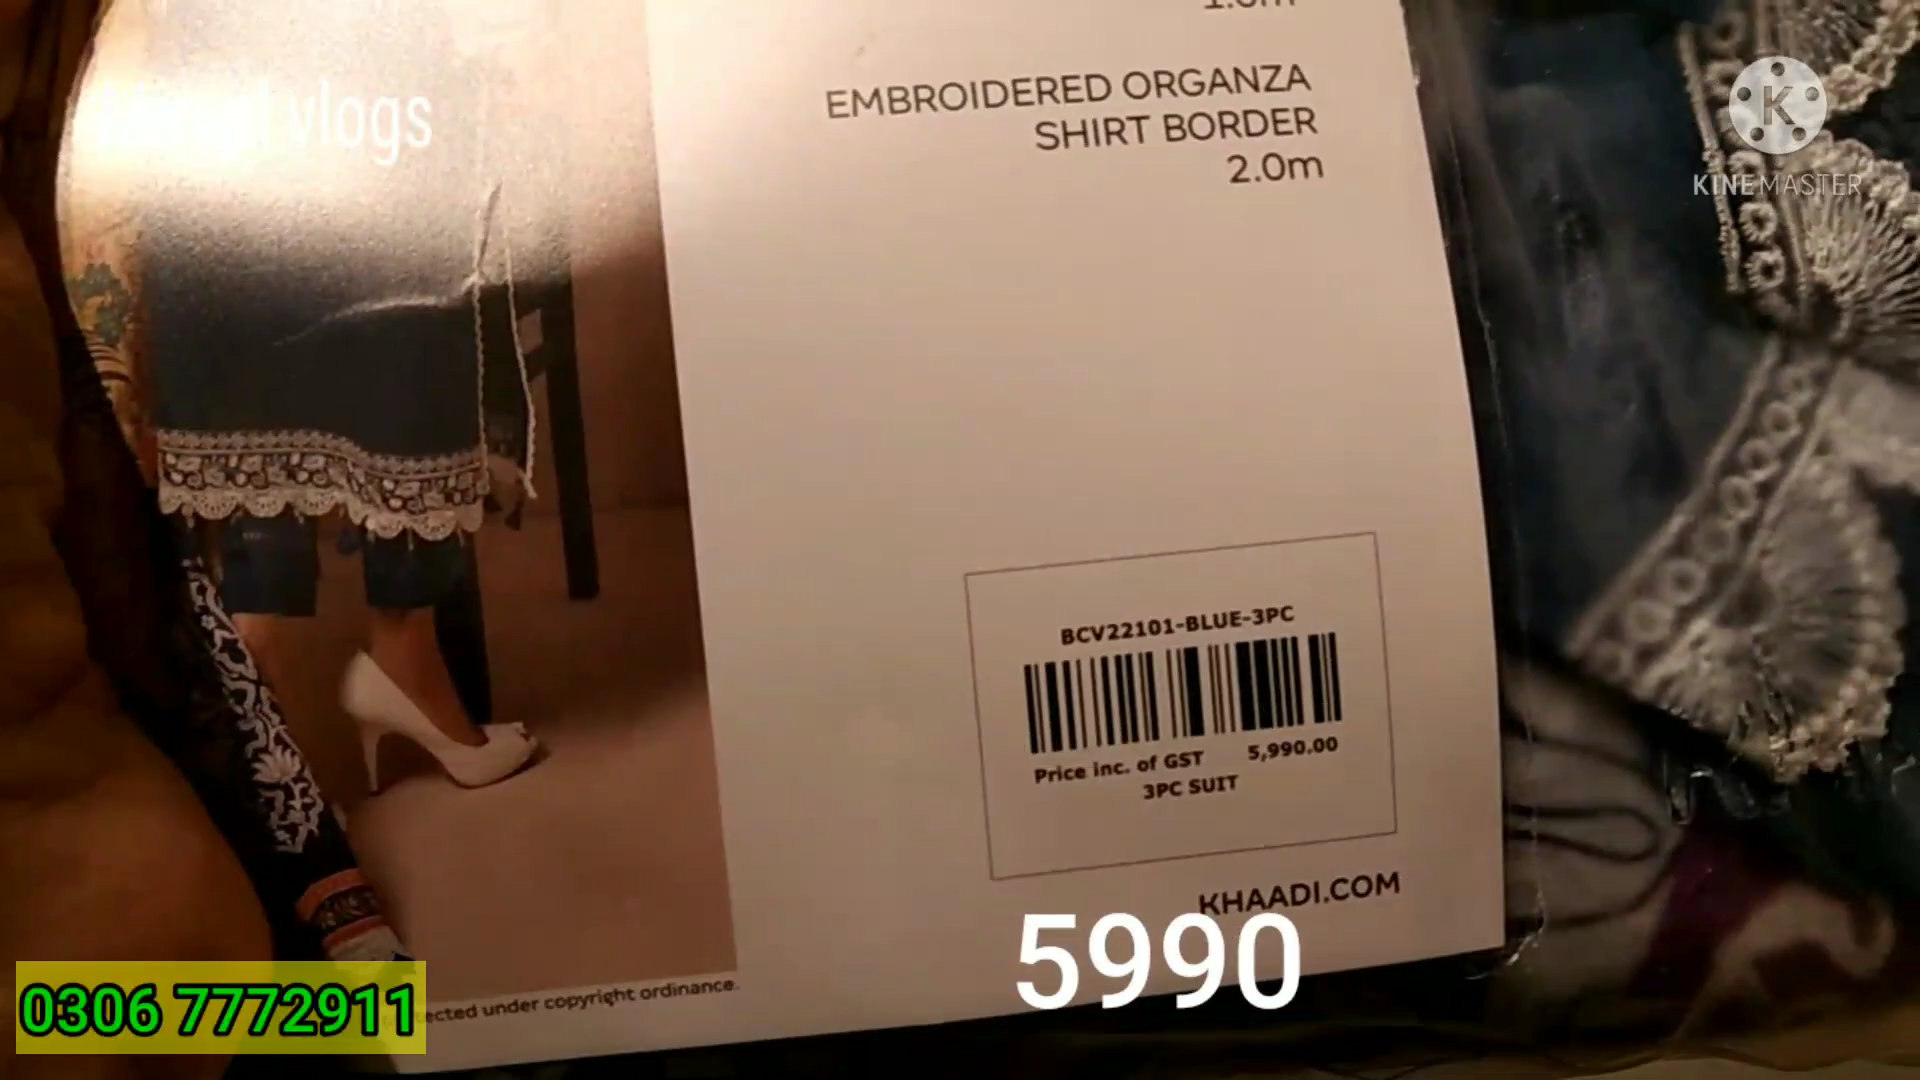 vlogs
EMBROIDERED ORGANZA
SHIRT BORDER
2.0m
KINEMASTER
BCV22101-BLUE-3PC
Price inc. of GST 5,990.00
3PC SUIT
KHAADI.COM
5990
0306 7772911
under copyright ordinance.